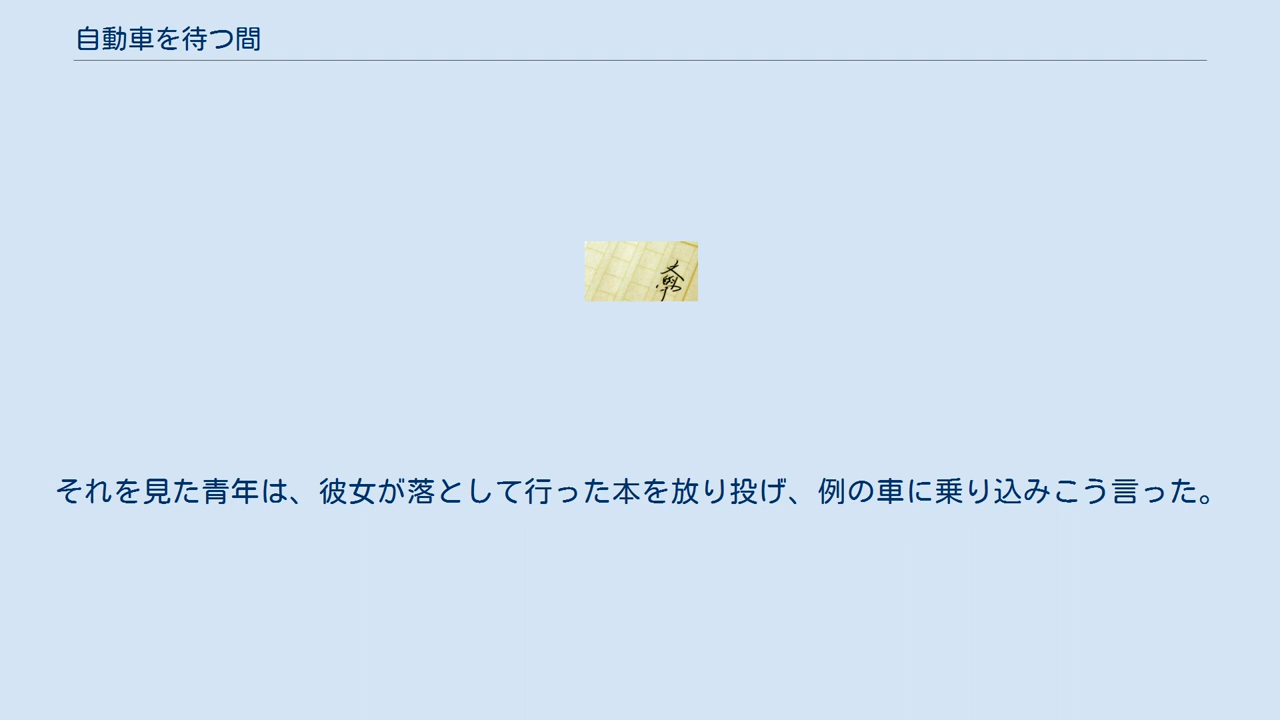 自動車を待つ間
それを見た青年は、彼女が落として行った本を放り投げ、例の車に乗り込みこう言った。